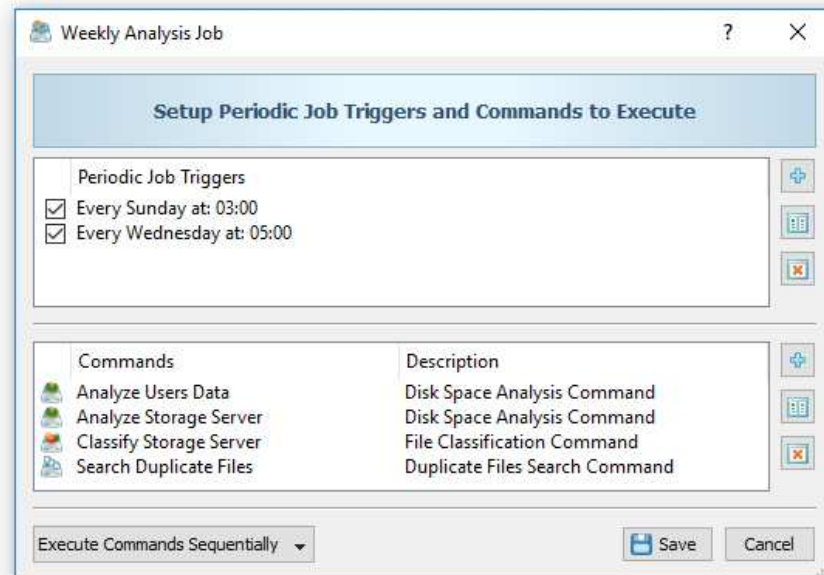 Weekly Analysis Job ?
Setup Periodic Job Triggers and Commands to Execute
Periodic Job Triggers
Every Sunday at: 03:00
Every Wednesday at: 05:00
Commands Description
Analyze Users Data Disk Space Analysis Command
Analyze Storage Server Disk Space Analysis Command
Classify Storage Server File Classification Command
Search Duplicate Files Duplicate Files Search Command
Execute Commands Sequentially Save Cancel